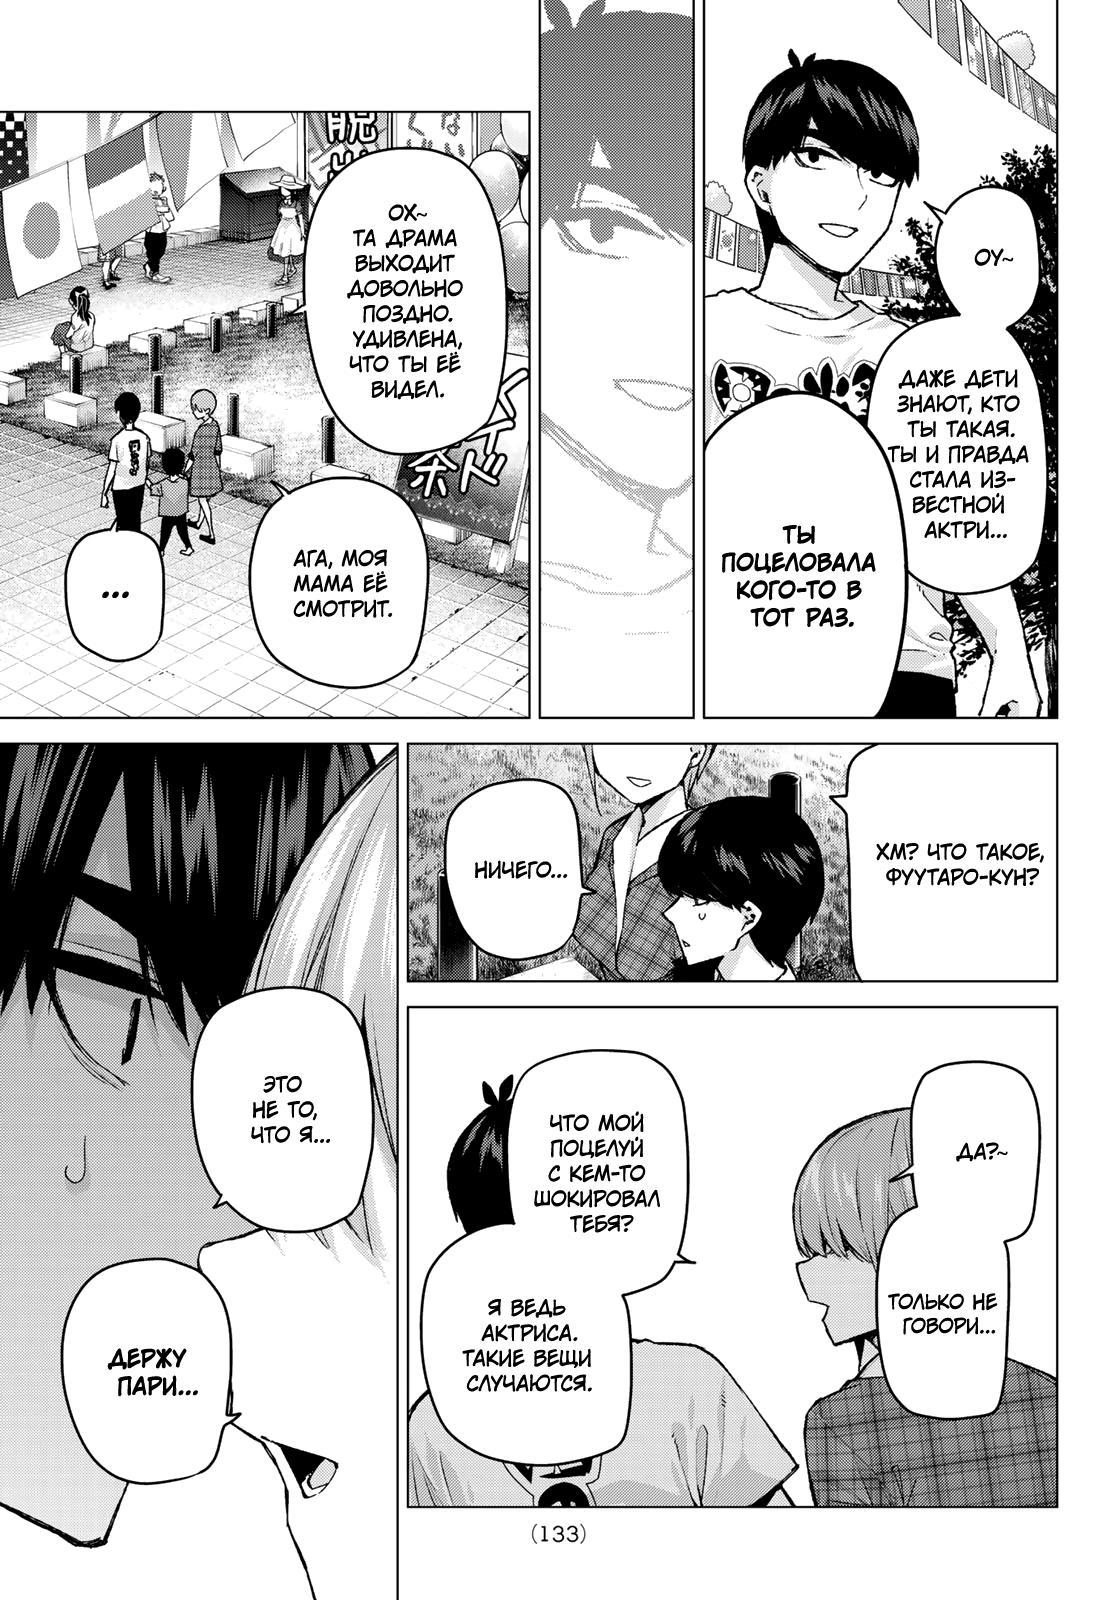 ОУ~
ДАЖЕ ДЕТИ
ЗНАЮТ, КТО
ТЫ ТАКАЯ.
ТЫ И ПРАВДА
СТАЛА ИЗ-
ВЕСТНОЙ
АКТРИ...
ТЫ
ПОЦЕЛОВАЛА
КОГО-ТО В
ТОТ РАЗ.
ОХ~
ТА ДРАМА
ВЫХОДИТ
ДОВОЛЬНО
ПОЗДНО.
УДИВЛЕНА,
ЧТО ТЫ ЕЁ
ВИДЕЛ.
脱
АГА, МОЯ
МАМА ЕЁ
СМОТРИТ.
...
ХМ? ЧТО ТАКОЕ,
ФУУТАРО-КУН?
НИЧЕГО...
ДА?~
ТОЛЬКО НЕ
ГОВОРИ...
ЧТО МОЙ
ПОЦЕЛУЙ
С КЕМ-ТО
ШОКИРОВАЛ
ТЕБЯ?
Я ВЕДЬ
АКТРИСА.
ТАКИЕ ВЕЩИ
СЛУЧАЮТСЯ.
ЭТО
НЕ ТО,
ЧТО Я...
ДЕРЖУ
ПАРИ...
(133)